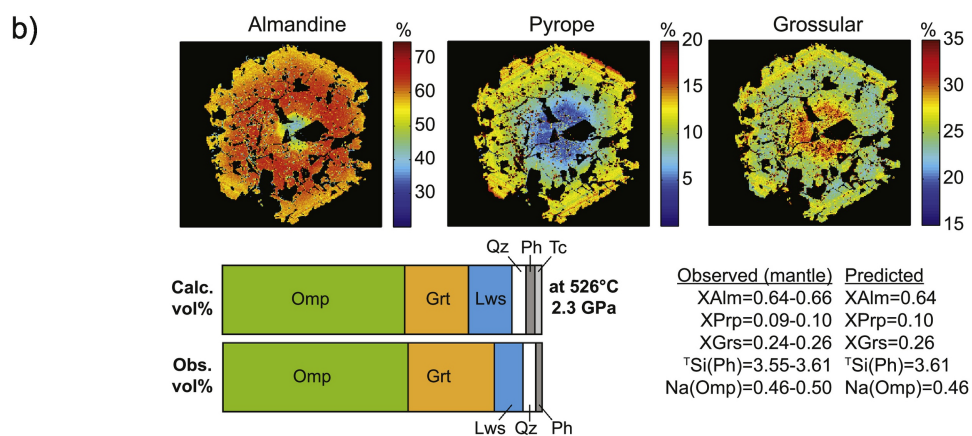 b)
Almandine
Pyrope
Grossular
%
70
60
50
40
30
%
20
15
10
5
%
35
30
25
20
15
Qz Ph Tc
Calc.
vol%
Omp Grt Lws
at 526°C
2.3 GPa
Obs.
vol%
Omp Grt
Lws Qz Ph
Observed (mantle) Predicted
XAlm=0.64-0.66 XAlm=0.64
XPrp=0.09-0.10 XPrp=0.10
XGrs=0.24-0.26 XGrs=0.26
ᵀSi(Ph)=3.55-3.61 ᵀSi(Ph)=3.61
Na(Omp)=0.46-0.50 Na(Omp)=0.46